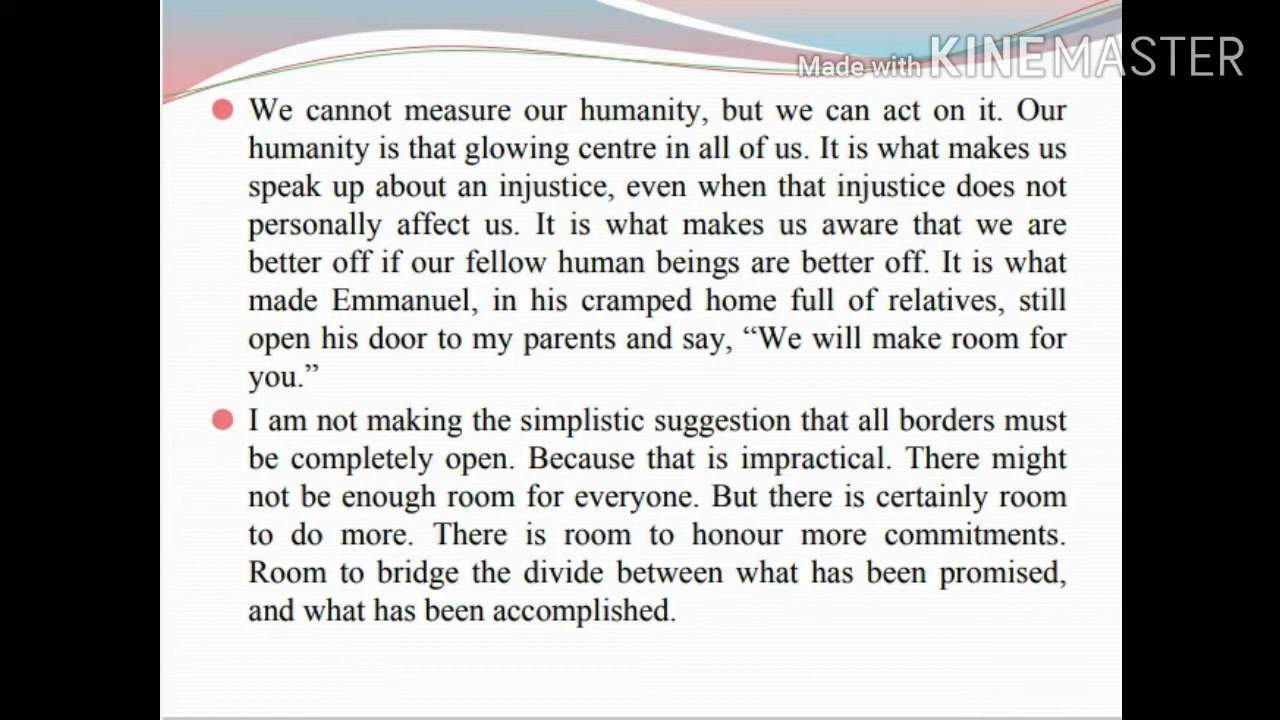 Made with KINEMASTER
We cannot measure our humanity, but we can act on it. Our
humanity is that glowing centre in all of us. It is what makes us
speak up about an injustice, even when that injustice does not
personally affect us. It is what makes us aware that we are
better off if our fellow human beings are better off. It is what
made Emmanuel, in his cramped home full of relatives, still
open his door to my parents and say, “We will make room for
you.”
I am not making the simplistic suggestion that all borders must
be completely open. Because that is impractical. There might
not be enough room for everyone. But there is certainly room
to do more. There is room to honour more commitments.
Room to bridge the divide between what has been promised,
and what has been accomplished.